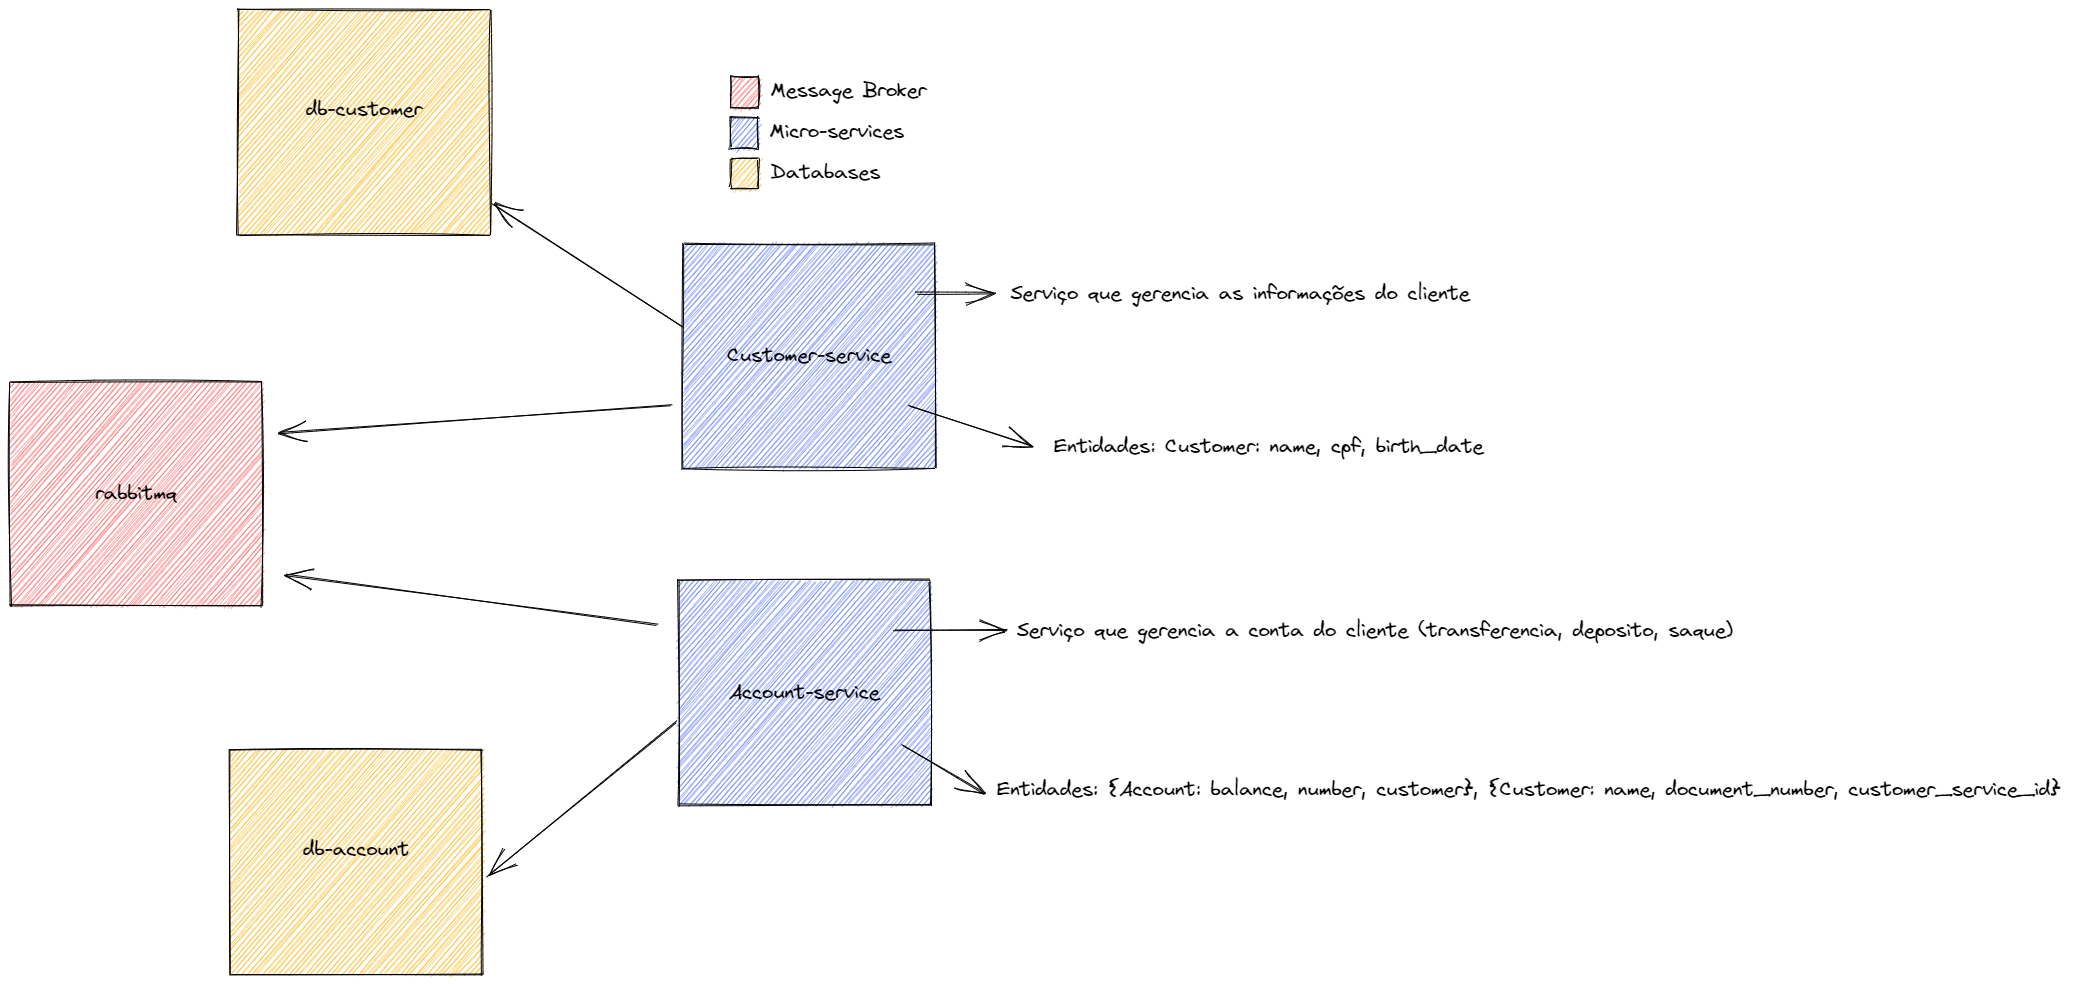 db-customer
Message Broker
Micro-services
Databases
Serviço que gerencia as informações do cliente
Customer-service
Entidades: Customer: name, cpf, birth_date
rabbitmq
Serviço que gerencia a conta do cliente (transferencia, deposito, saque)
Account-service
Entidades: {Account: balance, number, customer}, {Customer: name, document_number, customer_service_id}
db-account